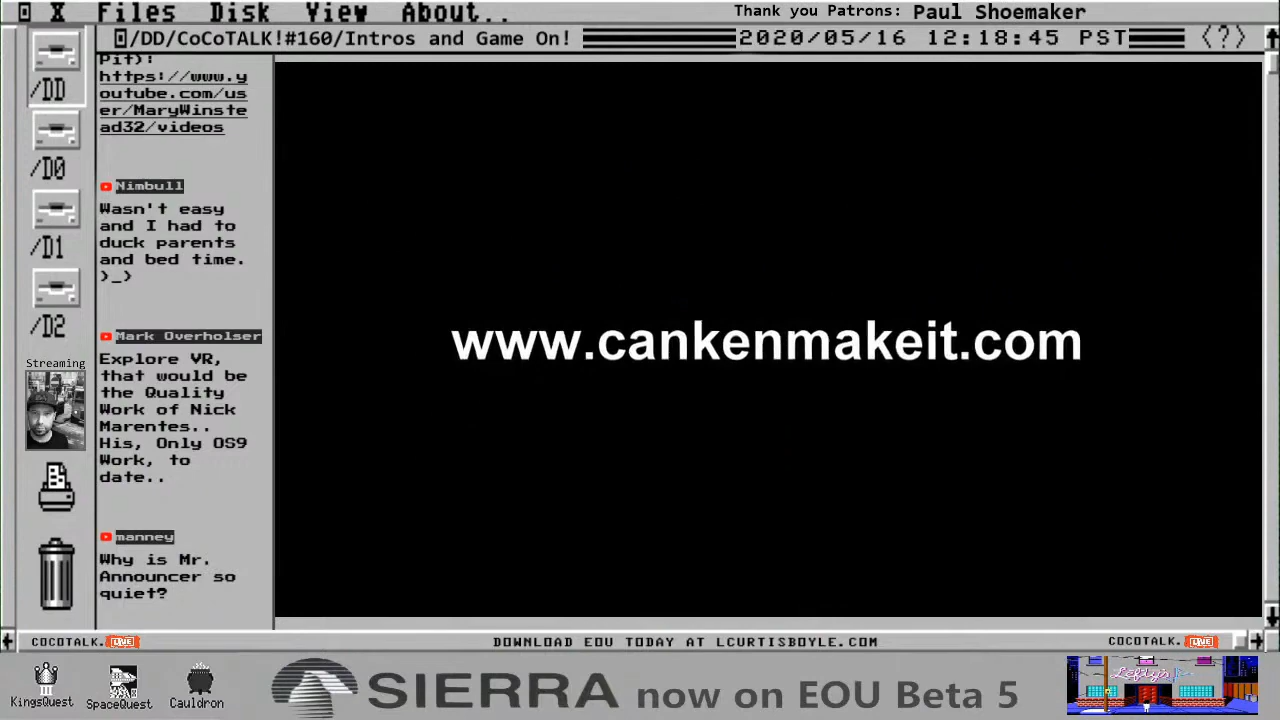 X Files Disk View About..
Thank you Patrons: Paul Shoemaker
/DD/CoCoTALK!#160/Intros and Game On!
2020/05/16 12:18:45 PST
(?)
/DD
/D0
/D1
/D2
Streaming
Pit):
https://www.y
outube.com/us
er/MaryWinste
ad32/videos
Nimbull
Wasn't easy
and I had to
duck parents
and bed time.
)_)
Mark Overholser
Explore VR,
that would be
the Quality
Work of Nick
Marentes..
His, Only OS9
Work, to
date..
manney
Why is Mr.
Announcer so
quiet?
www.cankenmakeit.com
COCOTALK.LIVE
DOWNLOAD EOU TODAY AT LCURTISBOYLE.COM
COCOTALK.LIVE
KingsQuest
SpaceQuest
Cauldron
SIERRA now on EOU Beta 5
Lefty's